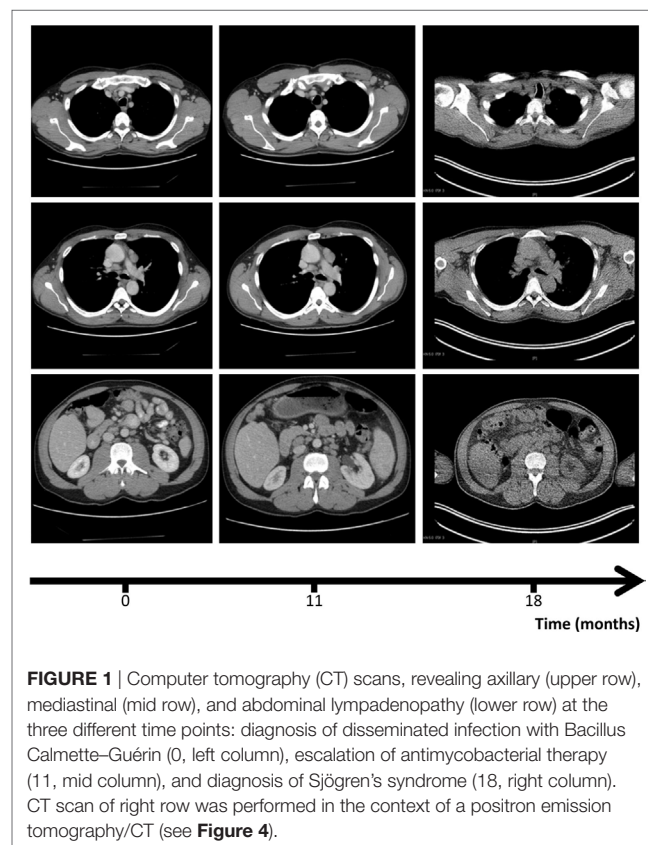 0
11
18
Time (months)
FIGURE 1 | Computer tomography (CT) scans, revealing axillary (upper row),
mediastinal (mid row), and abdominal lympadenopathy (lower row) at the
three different time points: diagnosis of disseminated infection with Bacillus
Calmette–Guérin (0, left column), escalation of antimycobacterial therapy
(11, mid column), and diagnosis of Sjögren's syndrome (18, right column).
CT scan of right row was performed in the context of a positron emission
tomography/CT (see Figure 4).